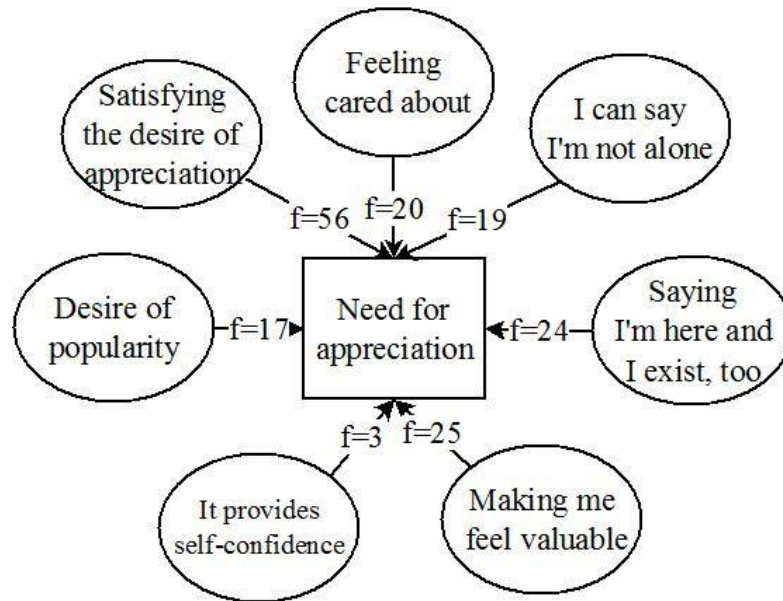 Feeling
cared about
Satisfying
the desire of
appreciation
I can say
I'm not alone
f=56
f=20
f=19
Desire of
popularity
f=17
Need for
appreciation
f=24
Saying
I'm here and
I exist, too
f=3
f=25
It provides
self-confidence
Making me
feel valuable